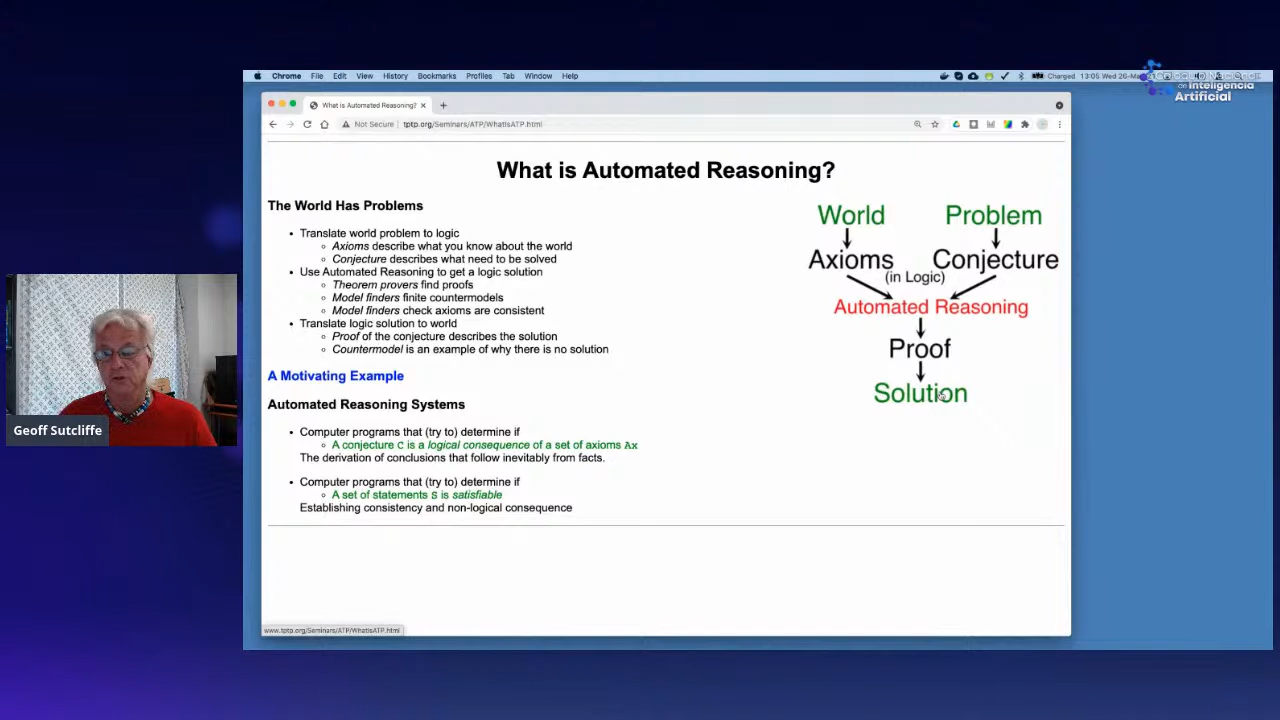 Chrome File Edit View History Bookmarks Profiles Tab Window Help
Charged 13:05 Wed 26-Ma
Inteligencia
Artificial
What is Automated Reasoning?
Not Secure | tptp.org/Seminars/ATP/WhatIsATP.html
What is Automated Reasoning?
The World Has Problems
Translate world problem to logic
Axioms describe what you know about the world
Conjecture describes what need to be solved
Use Automated Reasoning to get a logic solution
Theorem provers find proofs
Model finders finite countermodels
Model finders check axioms are consistent
Translate logic solution to world
Proof of the conjecture describes the solution
Countermodel is an example of why there is no solution
World Problem
Axioms Conjecture
(in Logic)
Automated Reasoning
Proof
Solution
A Motivating Example
Automated Reasoning Systems
Computer programs that (try to) determine if
A conjecture C is a logical consequence of a set of axioms Ax
The derivation of conclusions that follow inevitably from facts.
Computer programs that (try to) determine if
A set of statements S is satisfiable
Establishing consistency and non-logical consequence
www.tptp.org/Seminars/ATP/WhatIsATP.html
Geoff Sutcliffe